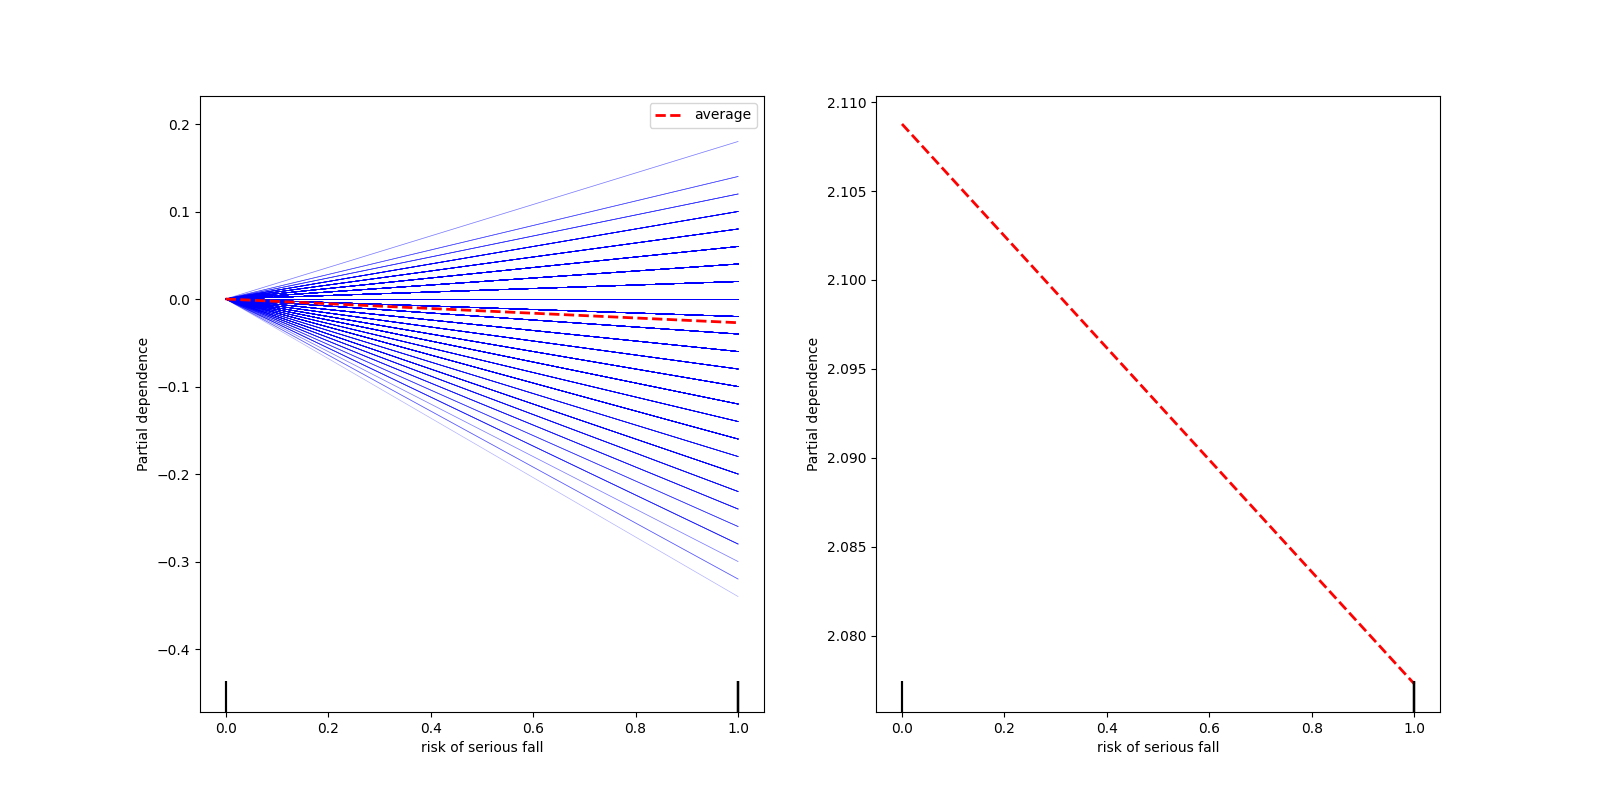 average
0.2
0.1
0.0
−0.1
−0.2
−0.3
−0.4
Partial dependence
0.0 0.2 0.4 0.6 0.8 1.0
risk of serious fall
2.110
2.105
2.100
2.095
2.090
2.085
2.080
Partial dependence
0.0 0.2 0.4 0.6 0.8 1.0
risk of serious fall